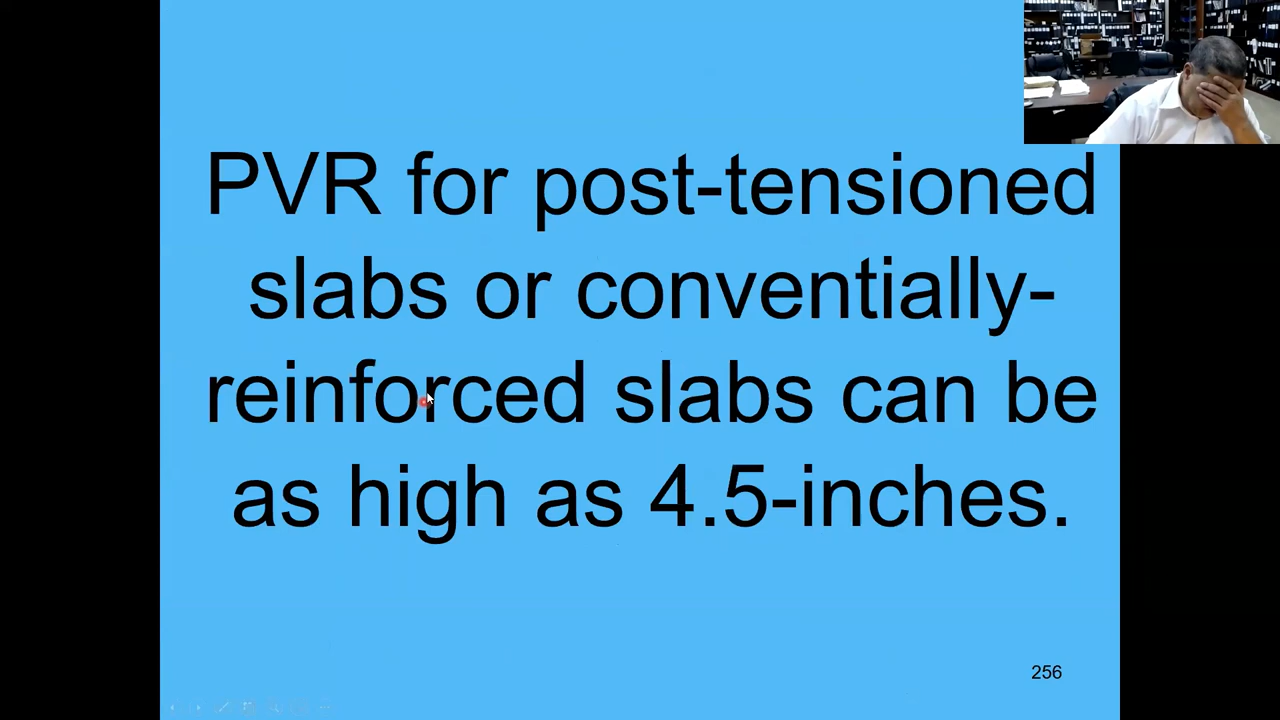 PVR for post-tensioned
slabs or conventially-
reinforced slabs can be
as high as 4.5-inches.
256